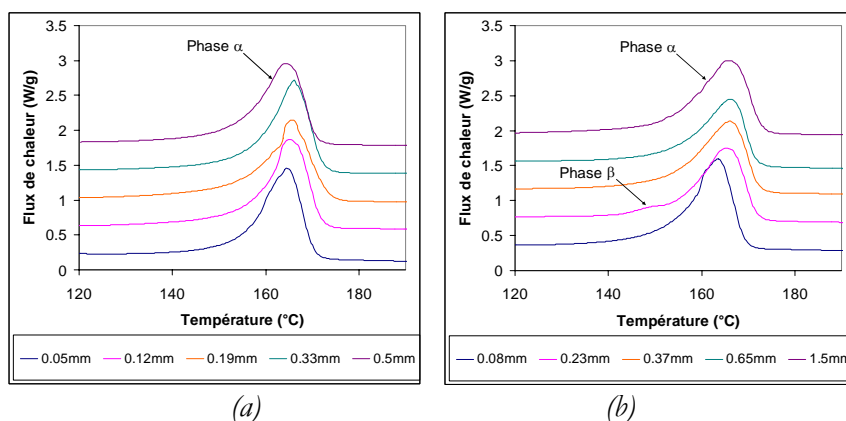 Phase α
Flux de chaleur (W/g)
3.5
3
2.5
2
1.5
1
0.5
0
120
140
160
180
Température (°C)
0.05mm
0.12mm
0.19mm
0.33mm
0.5mm
(a)
Phase α
Phase β
Flux de chaleur (W/g)
3.5
3
2.5
2
1.5
1
0.5
0
120
140
160
180
Température (°C)
0.08mm
0.23mm
0.37mm
0.65mm
1.5mm
(b)